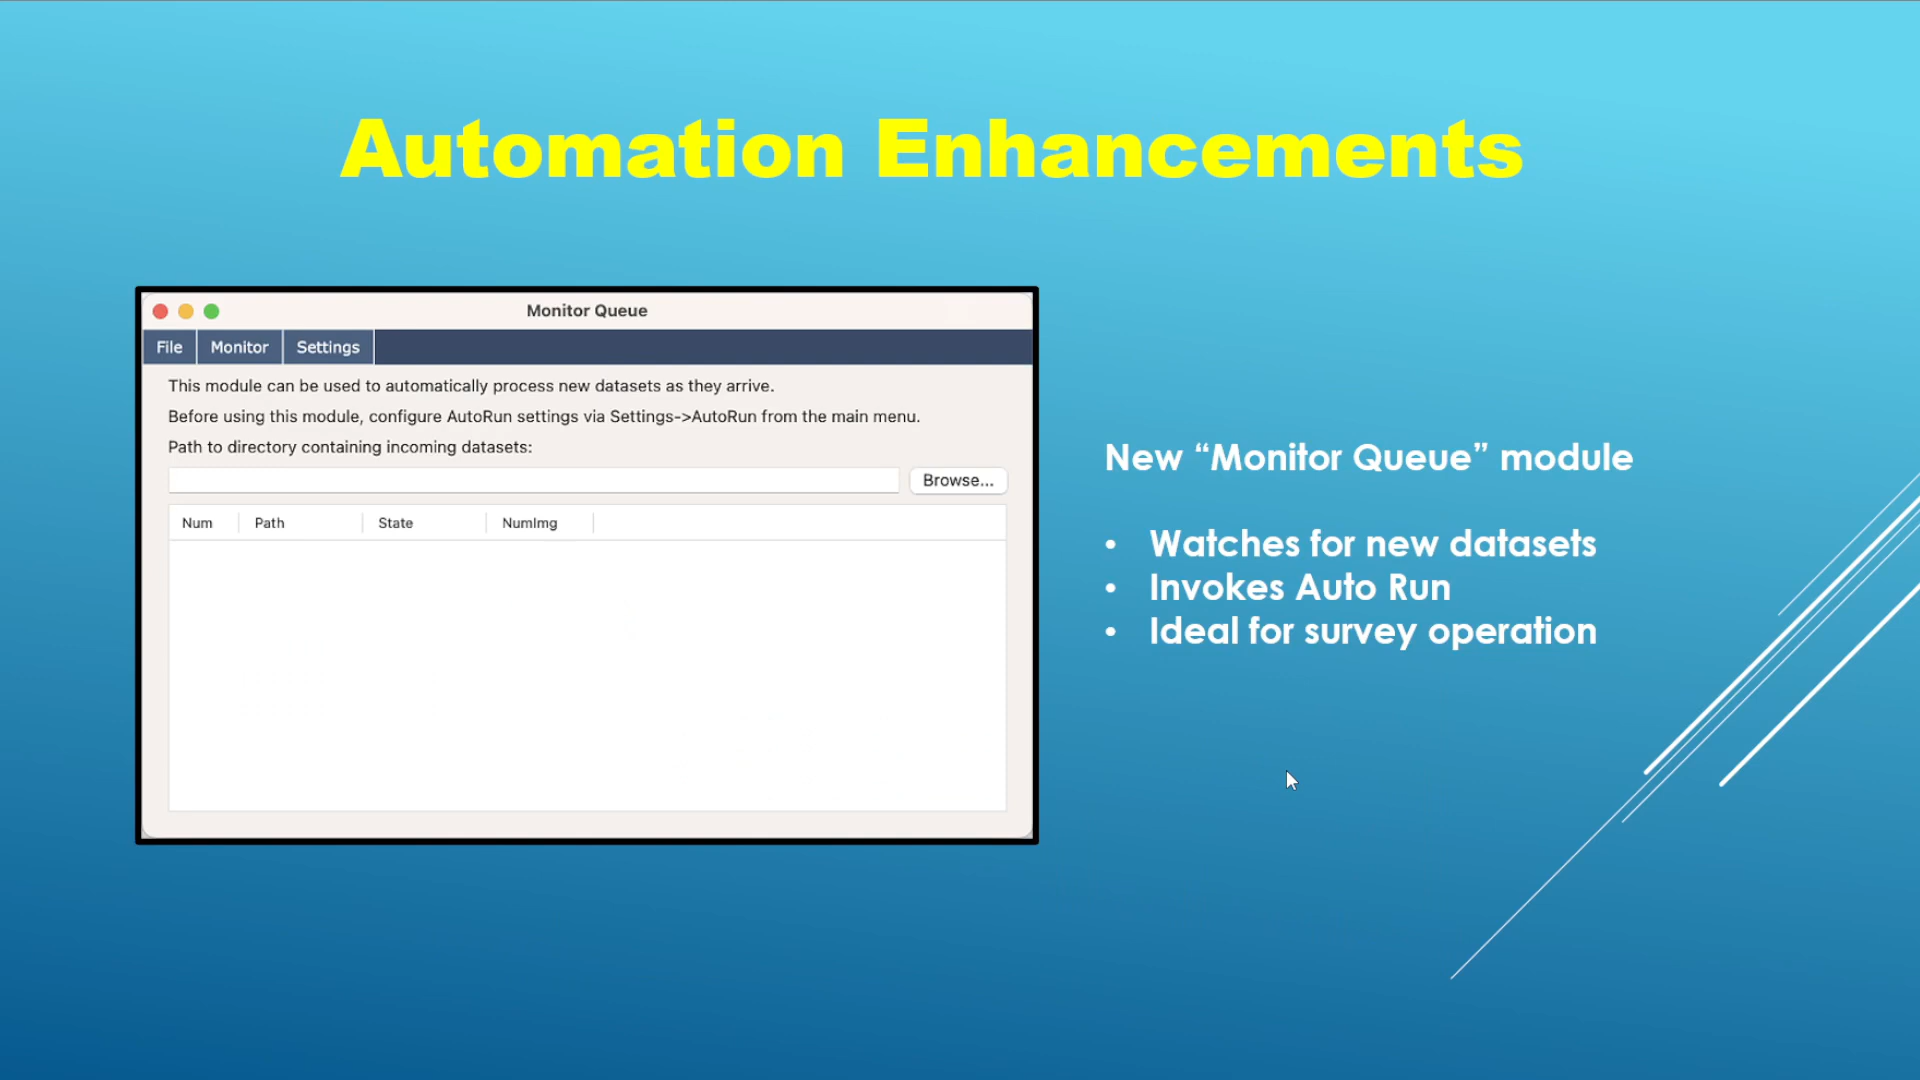 Automation Enhancements
Monitor Queue
File Monitor Settings
This module can be used to automatically process new datasets as they arrive.
Before using this module, configure AutoRun settings via Settings->AutoRun from the main menu.
Path to directory containing incoming datasets:
Browse...
Num Path State NumImg
New “Monitor Queue” module
• Watches for new datasets
• Invokes Auto Run
• Ideal for survey operation